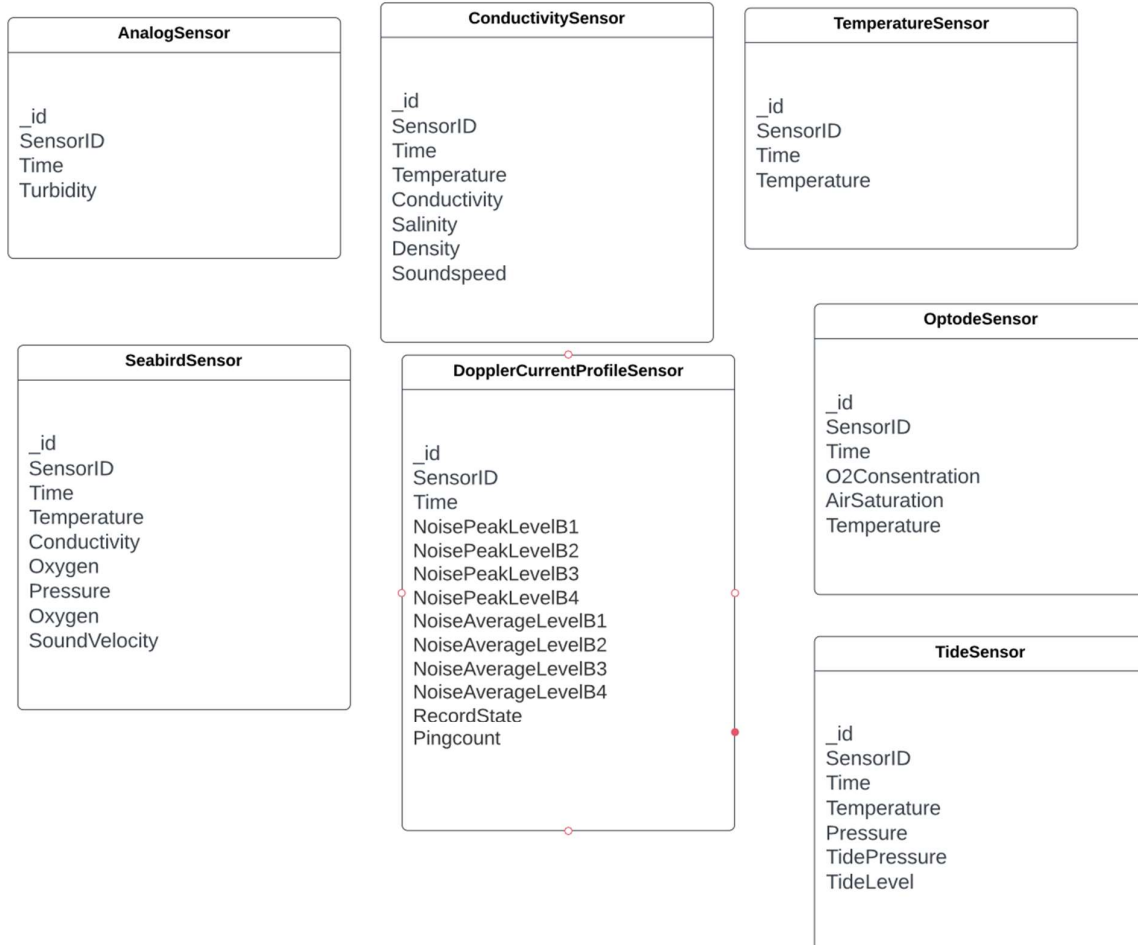 AnalogSensor
_id
SensorID
Time
Turbidity
ConductivitySensor
_id
SensorID
Time
Temperature
Conductivity
Salinity
Density
Soundspeed
TemperatureSensor
_id
SensorID
Time
Temperature
SeabirdSensor
_id
SensorID
Time
Temperature
Conductivity
Oxygen
Pressure
Oxygen
SoundVelocity
DopplerCurrentProfileSensor
_id
SensorID
Time
NoisePeakLevelB1
NoisePeakLevelB2
NoisePeakLevelB3
NoisePeakLevelB4
NoiseAverageLevelB1
NoiseAverageLevelB2
NoiseAverageLevelB3
NoiseAverageLevelB4
RecordState
Pingcount
OptodeSensor
_id
SensorID
Time
O2Consentration
AirSaturation
Temperature
TideSensor
_id
SensorID
Time
Temperature
Pressure
TidePressure
TideLevel